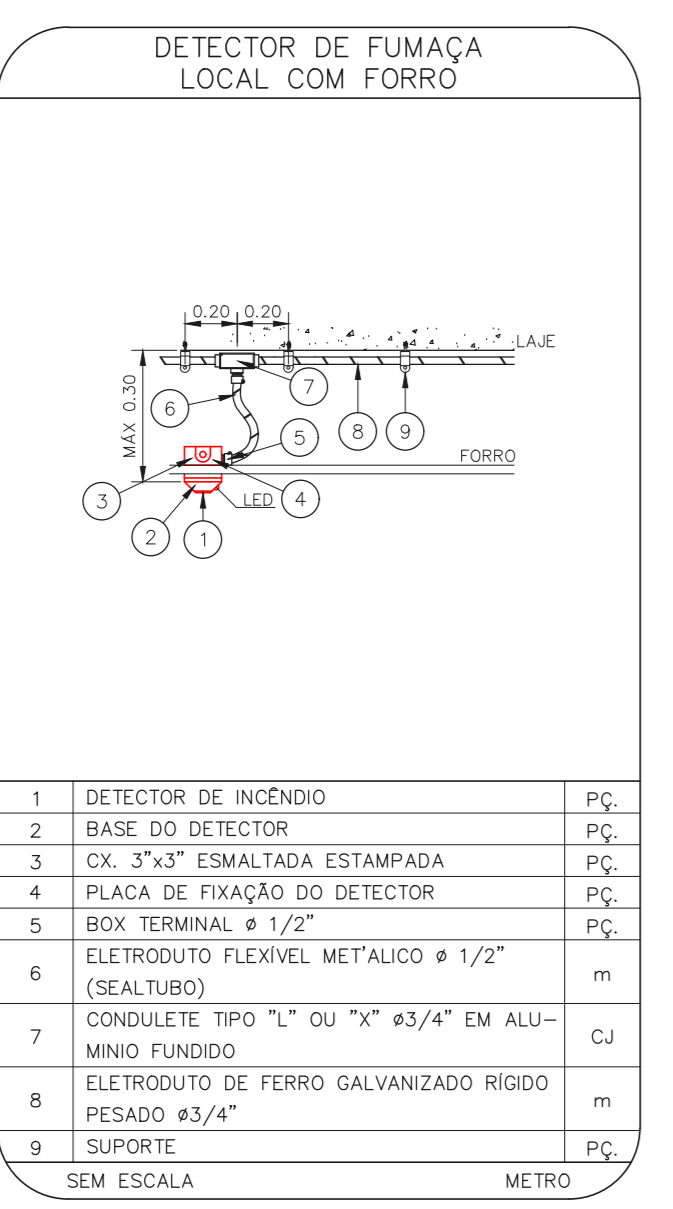 DETECTOR DE FUMAÇA
LOCAL COM FORRO
0.20 0.20
LAJE
MÁX 0.30
7
6
5
8
9
FORRO
3
LED
4
2
1
1 DETECTOR DE INCÊNDIO PÇ.
2 BASE DO DETECTOR PÇ.
3 CX. 3"x3" ESMALTADA ESTAMPADA PÇ.
4 PLACA DE FIXAÇÃO DO DETECTOR PÇ.
5 BOX TERMINAL ø 1/2" PÇ.
6 ELETRODUTO FLEXÍVEL MET'ALICO ø 1/2"
(SEALTUBO) m
7 CONDULETE TIPO "L" OU "X" ø3/4" EM ALU-
MINIO FUNDIDO CJ
8 ELETRODUTO DE FERRO GALVANIZADO RÍGIDO
PESADO ø3/4" m
9 SUPORTE PÇ.
SEM ESCALA METRO